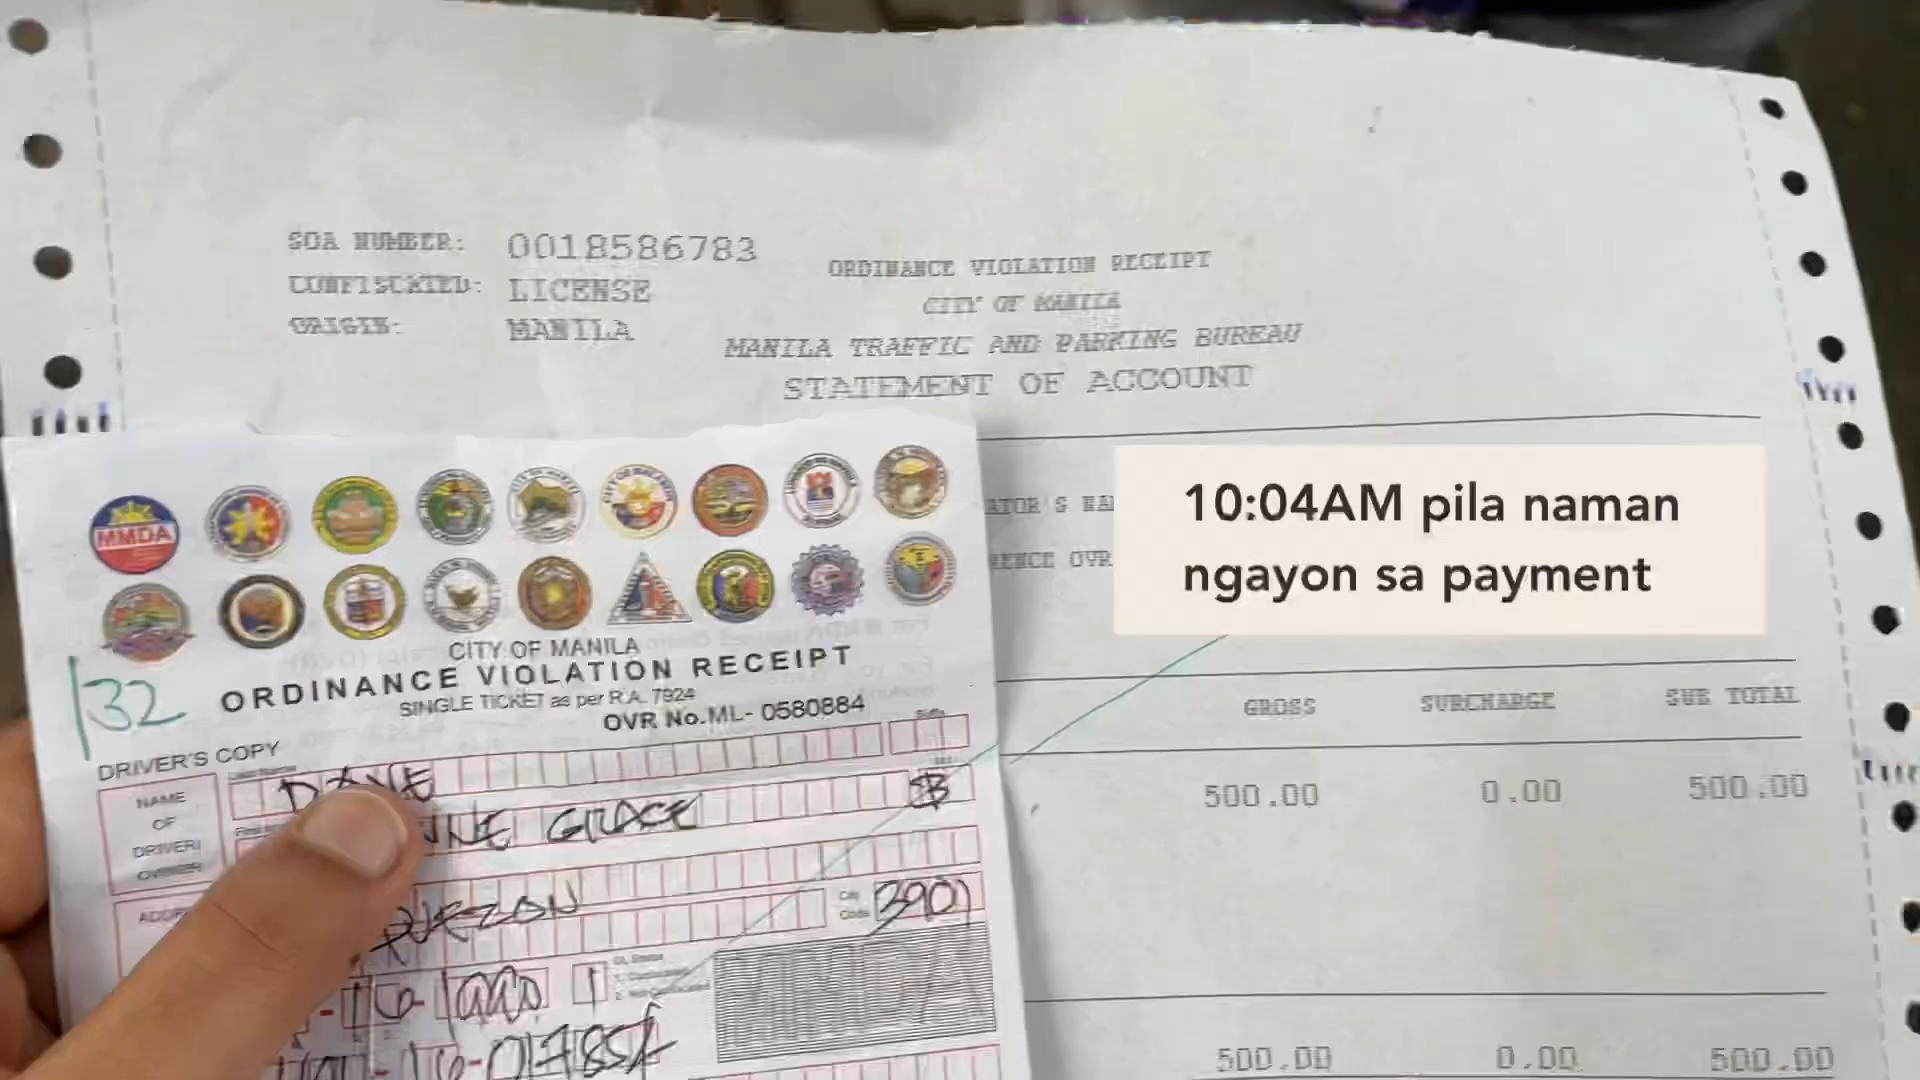 SOA NUMBER: 0018586783
CONFISCATED: LICENSE
ORIGIN: MANILA
ORDINANCE VIOLATION RECEIPT
CITY OF MANILA
MANILA TRAFFIC AND PARKING BUREAU
STATEMENT OF ACCOUNT
10:04AM pila naman
ngayon sa payment
GROSS SURCHARGE SUB TOTAL
500.00 0.00 500.00
500.00 0.00 500.00
MMDA
CITY OF MANILA
ORDINANCE VIOLATION RECEIPT
SINGLE TICKET as per R.A. 7924
OVR No.ML- 0580884
132
DRIVER'S COPY
NAME
OF
DRIVER/
OWNER
Last Name
GRACE
B
QUEZON
City
Code
3901
MMDA